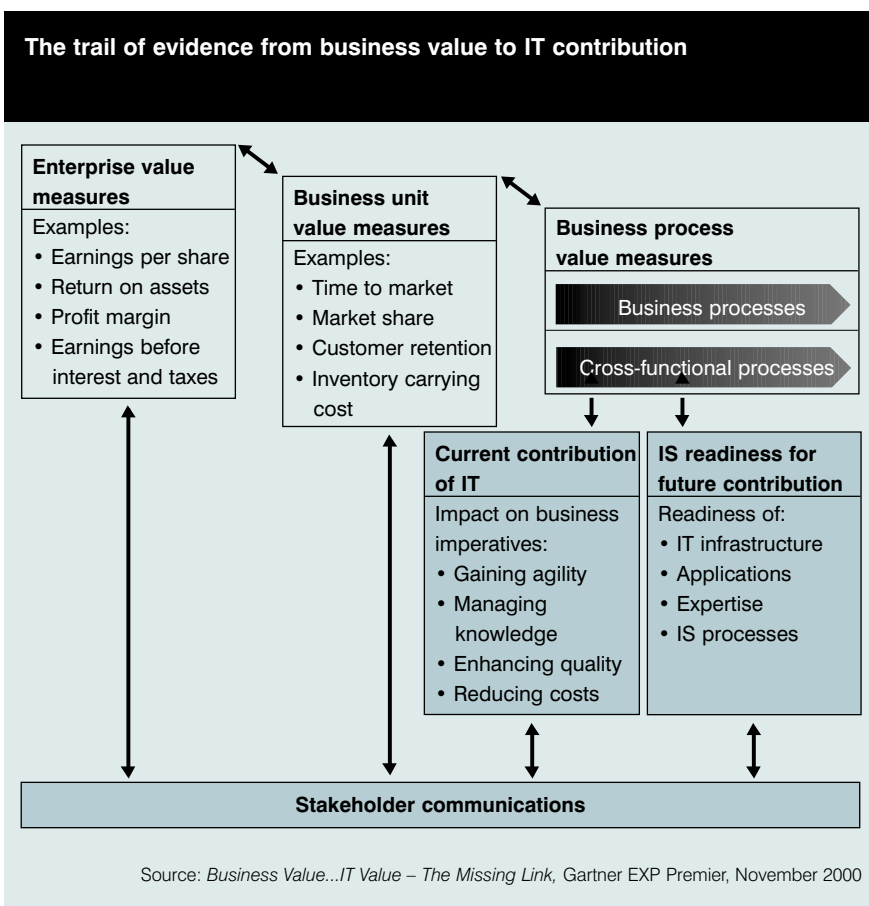 The trail of evidence from business value to IT contribution
Enterprise value
measures
Examples:
• Earnings per share
• Return on assets
• Profit margin
• Earnings before
interest and taxes
Business unit
value measures
Examples:
• Time to market
• Market share
• Customer retention
• Inventory carrying
cost
Business process
value measures
Business processes
Cross-functional processes
Current contribution
of IT
Impact on business
imperatives:
• Gaining agility
• Managing
knowledge
• Enhancing quality
• Reducing costs
IS readiness for
future contribution
Readiness of:
• IT infrastructure
• Applications
• Expertise
• IS processes
Stakeholder communications
Source: Business Value...IT Value – The Missing Link, Gartner EXP Premier, November 2000